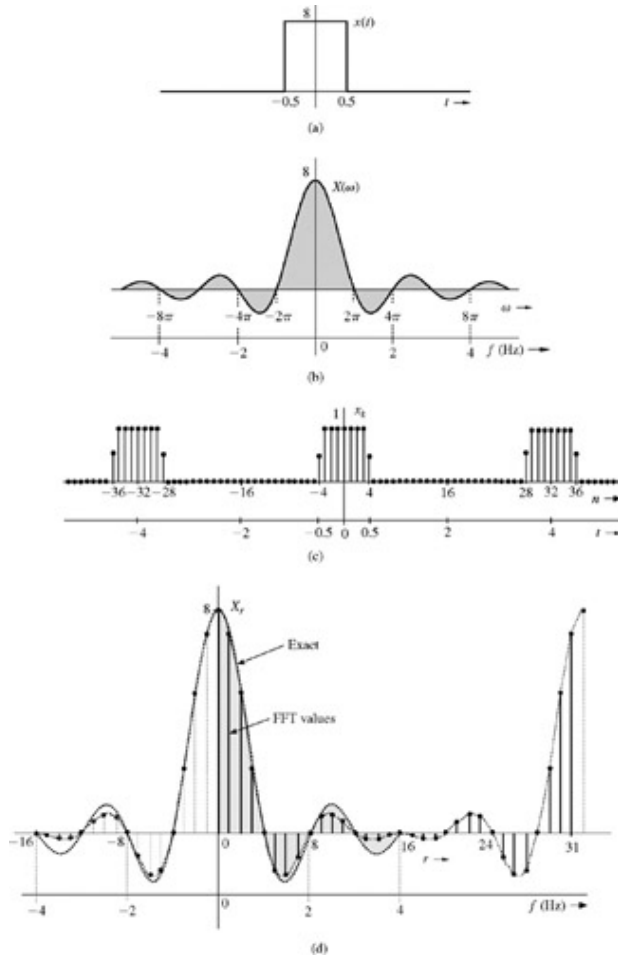 8
x(t)
−0.5 0.5 t →
(a)
8
X(ω)
−8π −4π −2π 2π 4π 8π ω →
−4 −2 0 2 4 f (Hz) →
(b)
1 x_k
−36 −32 −28 −16 −4 4 16 28 32 36 n →
−4 −2 −0.5 0 0.5 2 4 t →
(c)
8 X_r
Exact
FFT values
−16 −8 0 8 16 r → 24 31
−4 −2 0 2 4 f (Hz) →
(d)